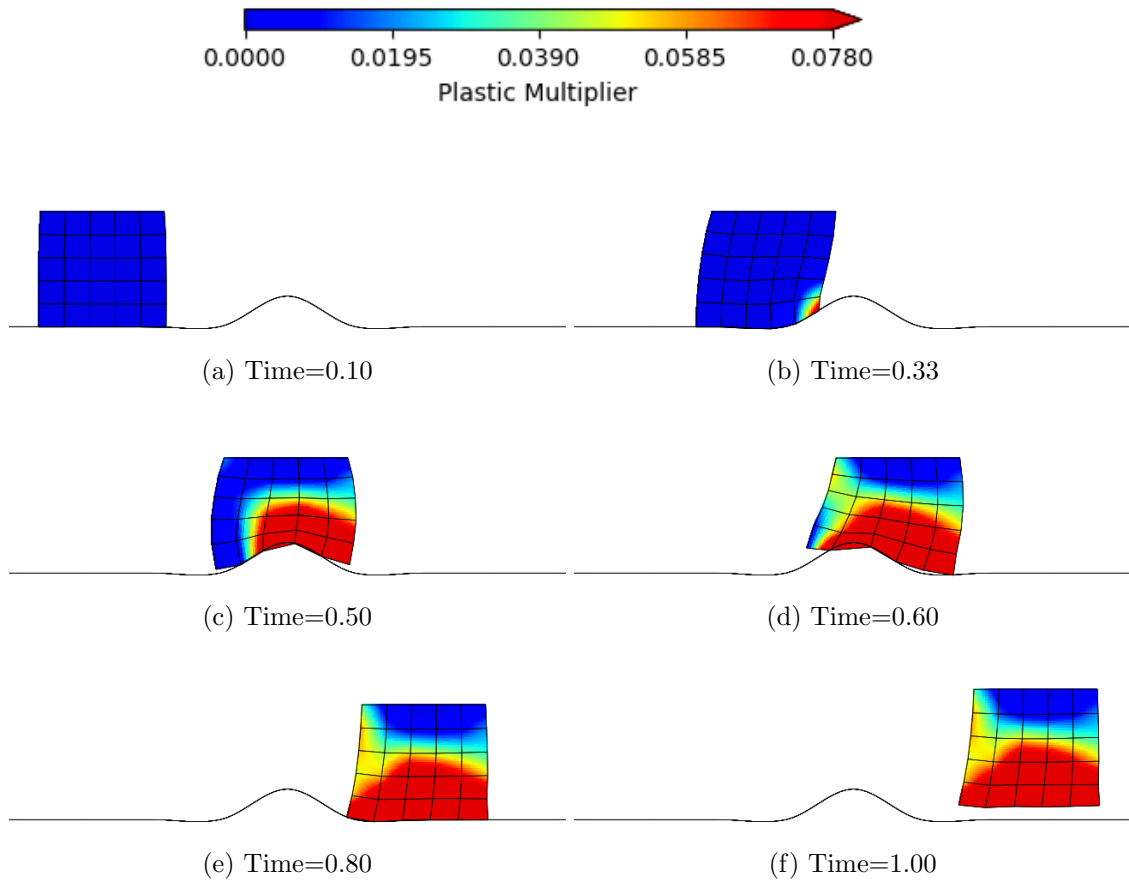 0.0000 0.0195 0.0390 0.0585 0.0780
Plastic Multiplier
(a) Time=0.10
(b) Time=0.33
(c) Time=0.50
(d) Time=0.60
(e) Time=0.80
(f) Time=1.00